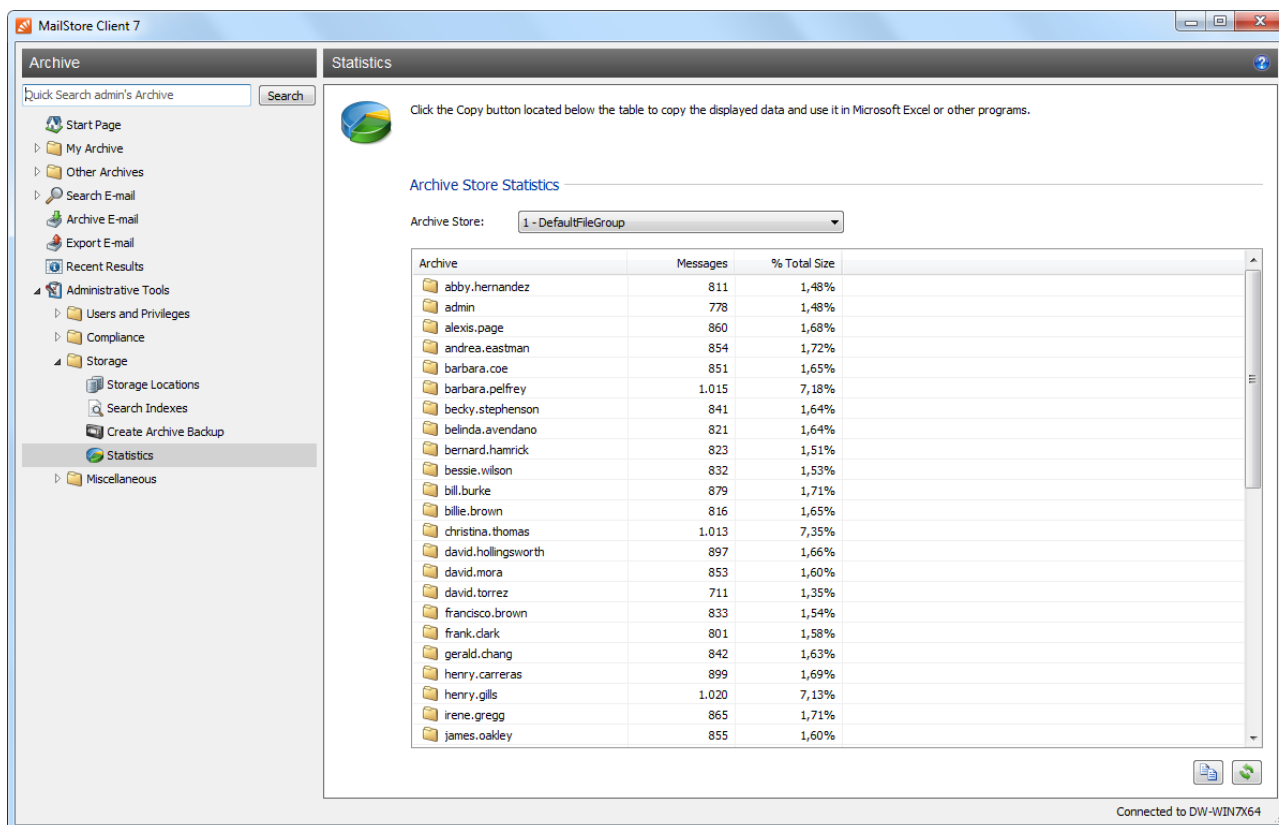 MailStore Client 7
Archive
Quick Search admin's Archive
Search
Start Page
My Archive
Other Archives
Search E-mail
Archive E-mail
Export E-mail
Recent Results
Administrative Tools
Users and Privileges
Compliance
Storage
Storage Locations
Search Indexes
Create Archive Backup
Statistics
Miscellaneous
Statistics
Click the Copy button located below the table to copy the displayed data and use it in Microsoft Excel or other programs.
Archive Store Statistics
Archive Store: 1 - DefaultFileGroup
Archive Messages % Total Size
abby.hernandez 811 1,48%
admin 778 1,48%
alexis.page 860 1,68%
andrea.eastman 854 1,72%
barbara.coe 851 1,65%
barbara.pelfrey 1.015 7,18%
becky.stephenson 841 1,64%
belinda.avendano 821 1,64%
bernard.hamrick 823 1,51%
bessie.wilson 832 1,53%
bill.burke 879 1,71%
billie.brown 816 1,65%
christina.thomas 1.013 7,35%
david.hollingsworth 897 1,66%
david.mora 853 1,60%
david.torrez 711 1,35%
francisco.brown 833 1,54%
frank.clark 801 1,58%
gerald.chang 842 1,63%
henry.carreras 899 1,69%
henry.gills 1.020 7,13%
irene.gregg 865 1,71%
james.oakley 855 1,60%
Connected to DW-WIN7X64